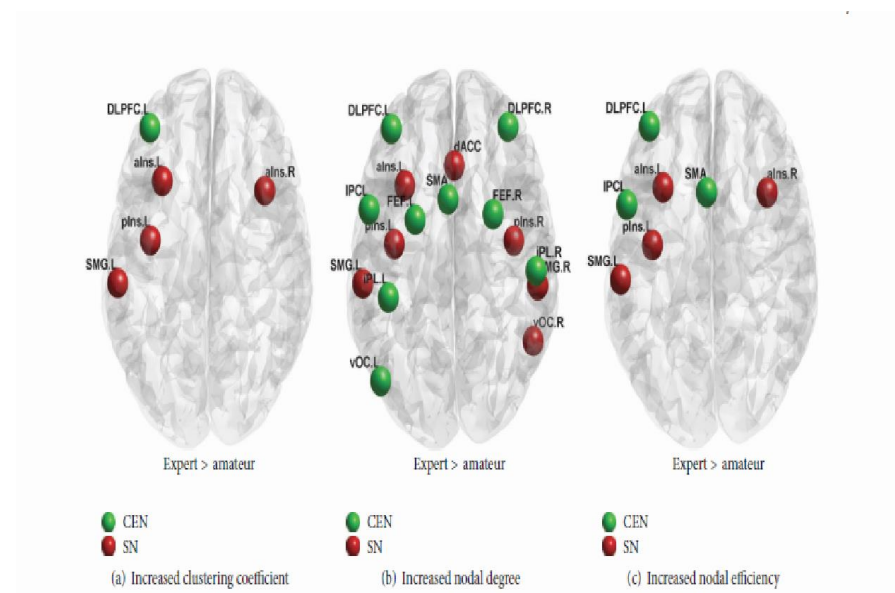 DLPFC.L
aIns.L
aIns.R
pIns.L
SMG.L
Expert > amateur
CEN
SN
(a) Increased clustering coefficient
DLPFC.L
DLPFC.R
dACC
aIns.L
SMA
IPCL
FEF.L
FEF.R
pIns.L
pIns.R
iPL.R
SMG.L
MG.R
iPL.L
vOC.R
vOC.L
Expert > amateur
CEN
SN
(b) Increased nodal degree
DLPFC.L
aIns.L
SMA
aIns.R
IPCL
pIns.L
SMG.L
Expert > amateur
CEN
SN
(c) Increased nodal efficiency